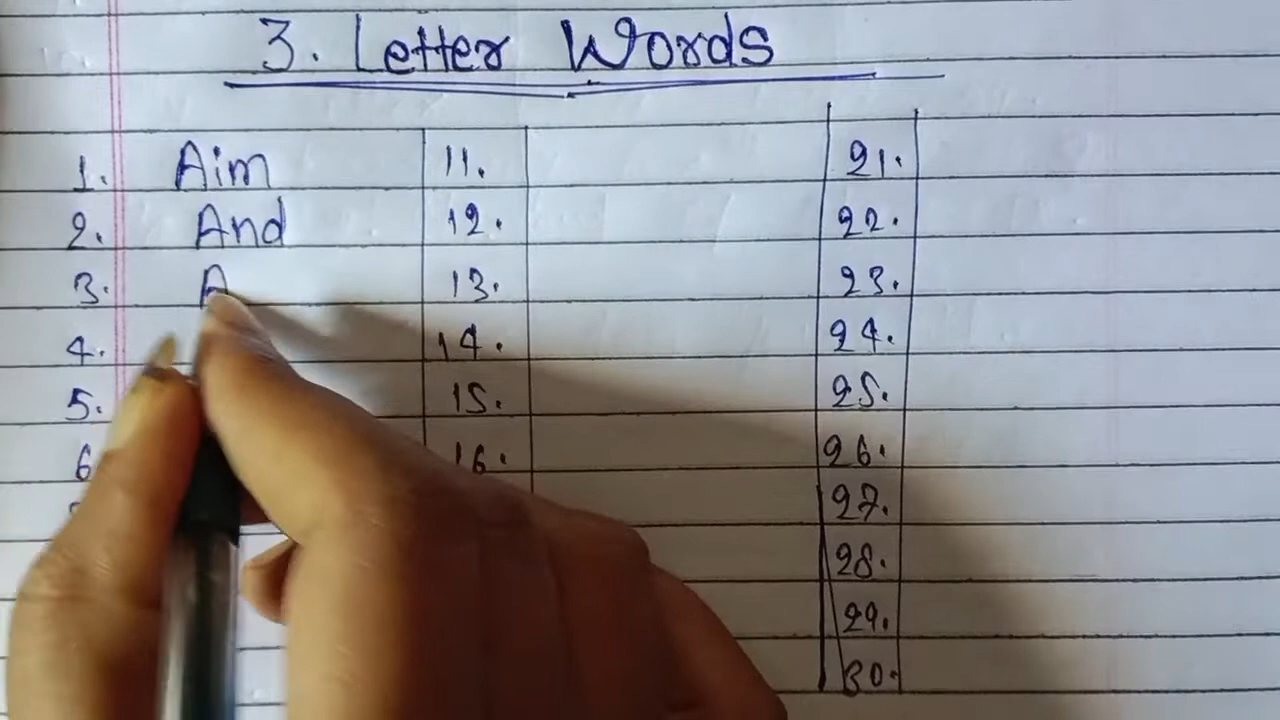 3. Letter Words
1. Aim 11. 21.
2. And 12. 22.
3. A 13. 23.
4. 14. 24.
5. 15. 25.
6 16. 26.
27.
28.
29.
30.